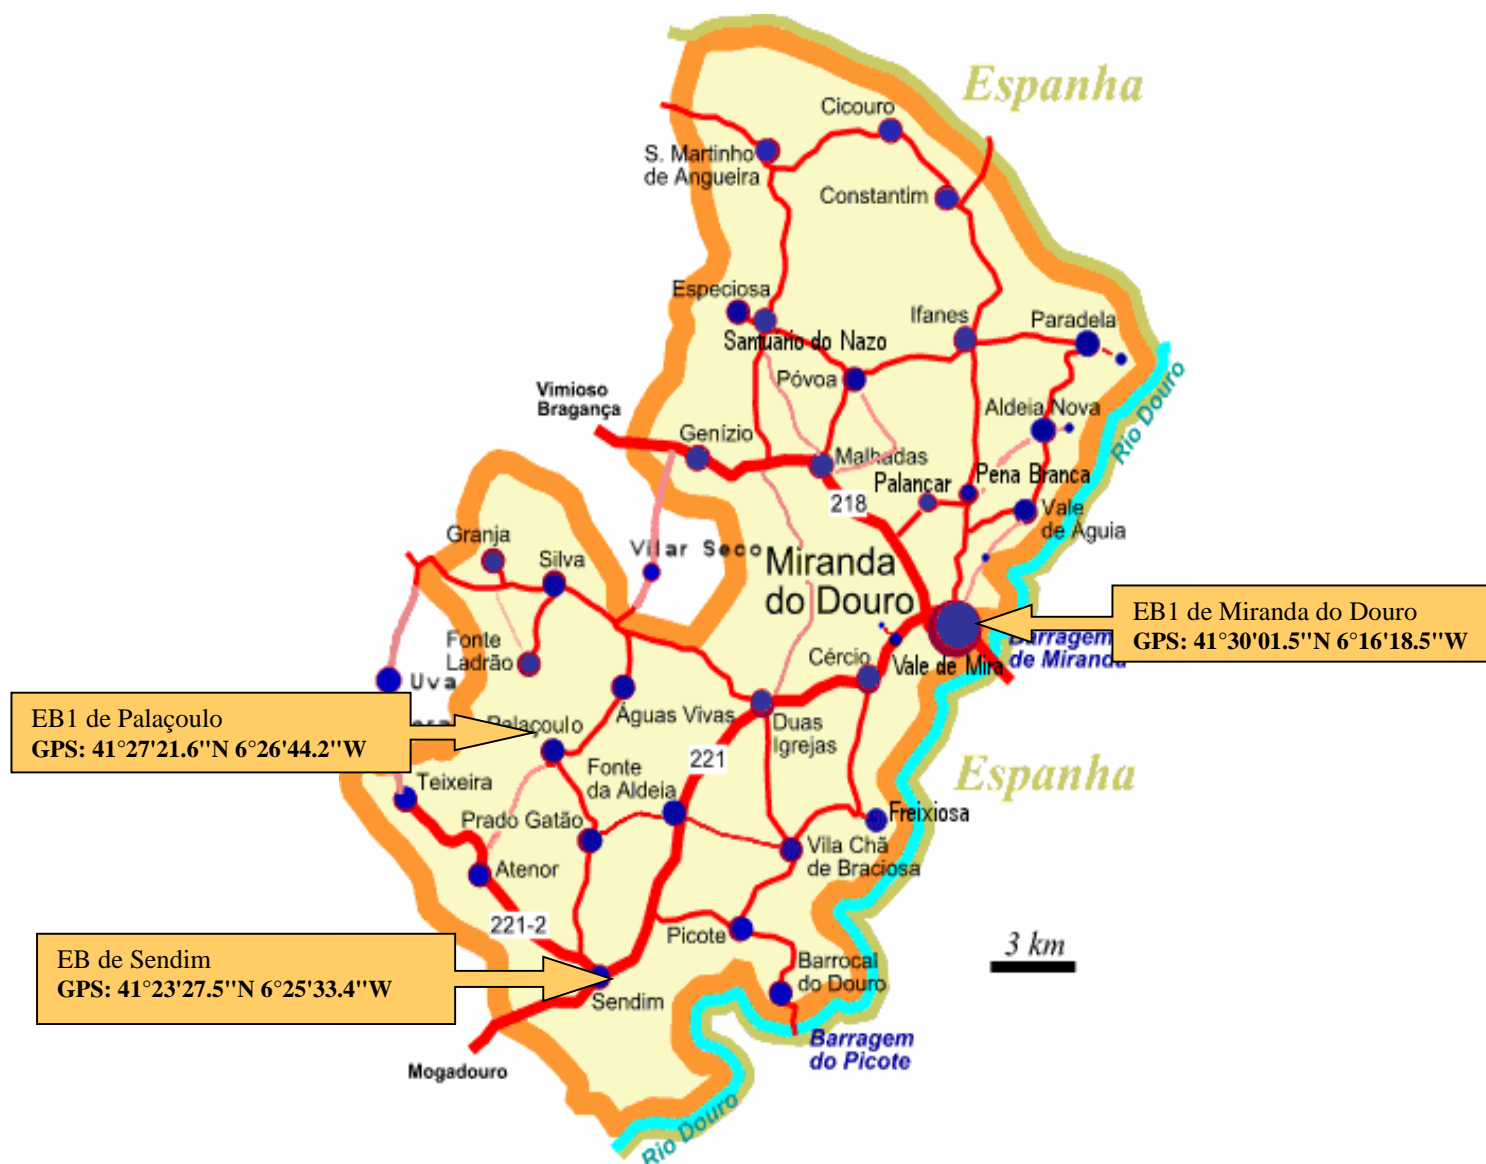 Espanha
Cicouro
S. Martinho
de Angueira
Constantim
Especiosa
Ifanes
Paradela
Santuário do Nazo
Póvoa
Vimioso
Bragança
Aldeia Nova
Rio Douro
Genízio
Malhadas
Palançar
Pena Branca
218
Vale
de Águia
Granja
Silva
Vilar Seco
Miranda
do Douro
EB1 de Miranda do Douro
GPS: 41°30'01.5"N 6°16'18.5"W
Barragem
de Miranda
Fonte
Ladrão
Cércio
Vale de Mira
Uva
EB1 de Palaçoulo
GPS: 41°27'21.6"N 6°26'44.2"W
Palaçoulo
Águas Vivas
Duas
Igrejas
221
Espanha
Teixeira
Fonte
da Aldeia
Prado Gatão
Freixiosa
Vila Chã
de Braciosa
Atenor
221-2
Picote
3 km
EB de Sendim
GPS: 41°23'27.5"N 6°25'33.4"W
Barrocal
do Douro
Sendim
Barragem
do Picote
Mogadouro
Rio Douro